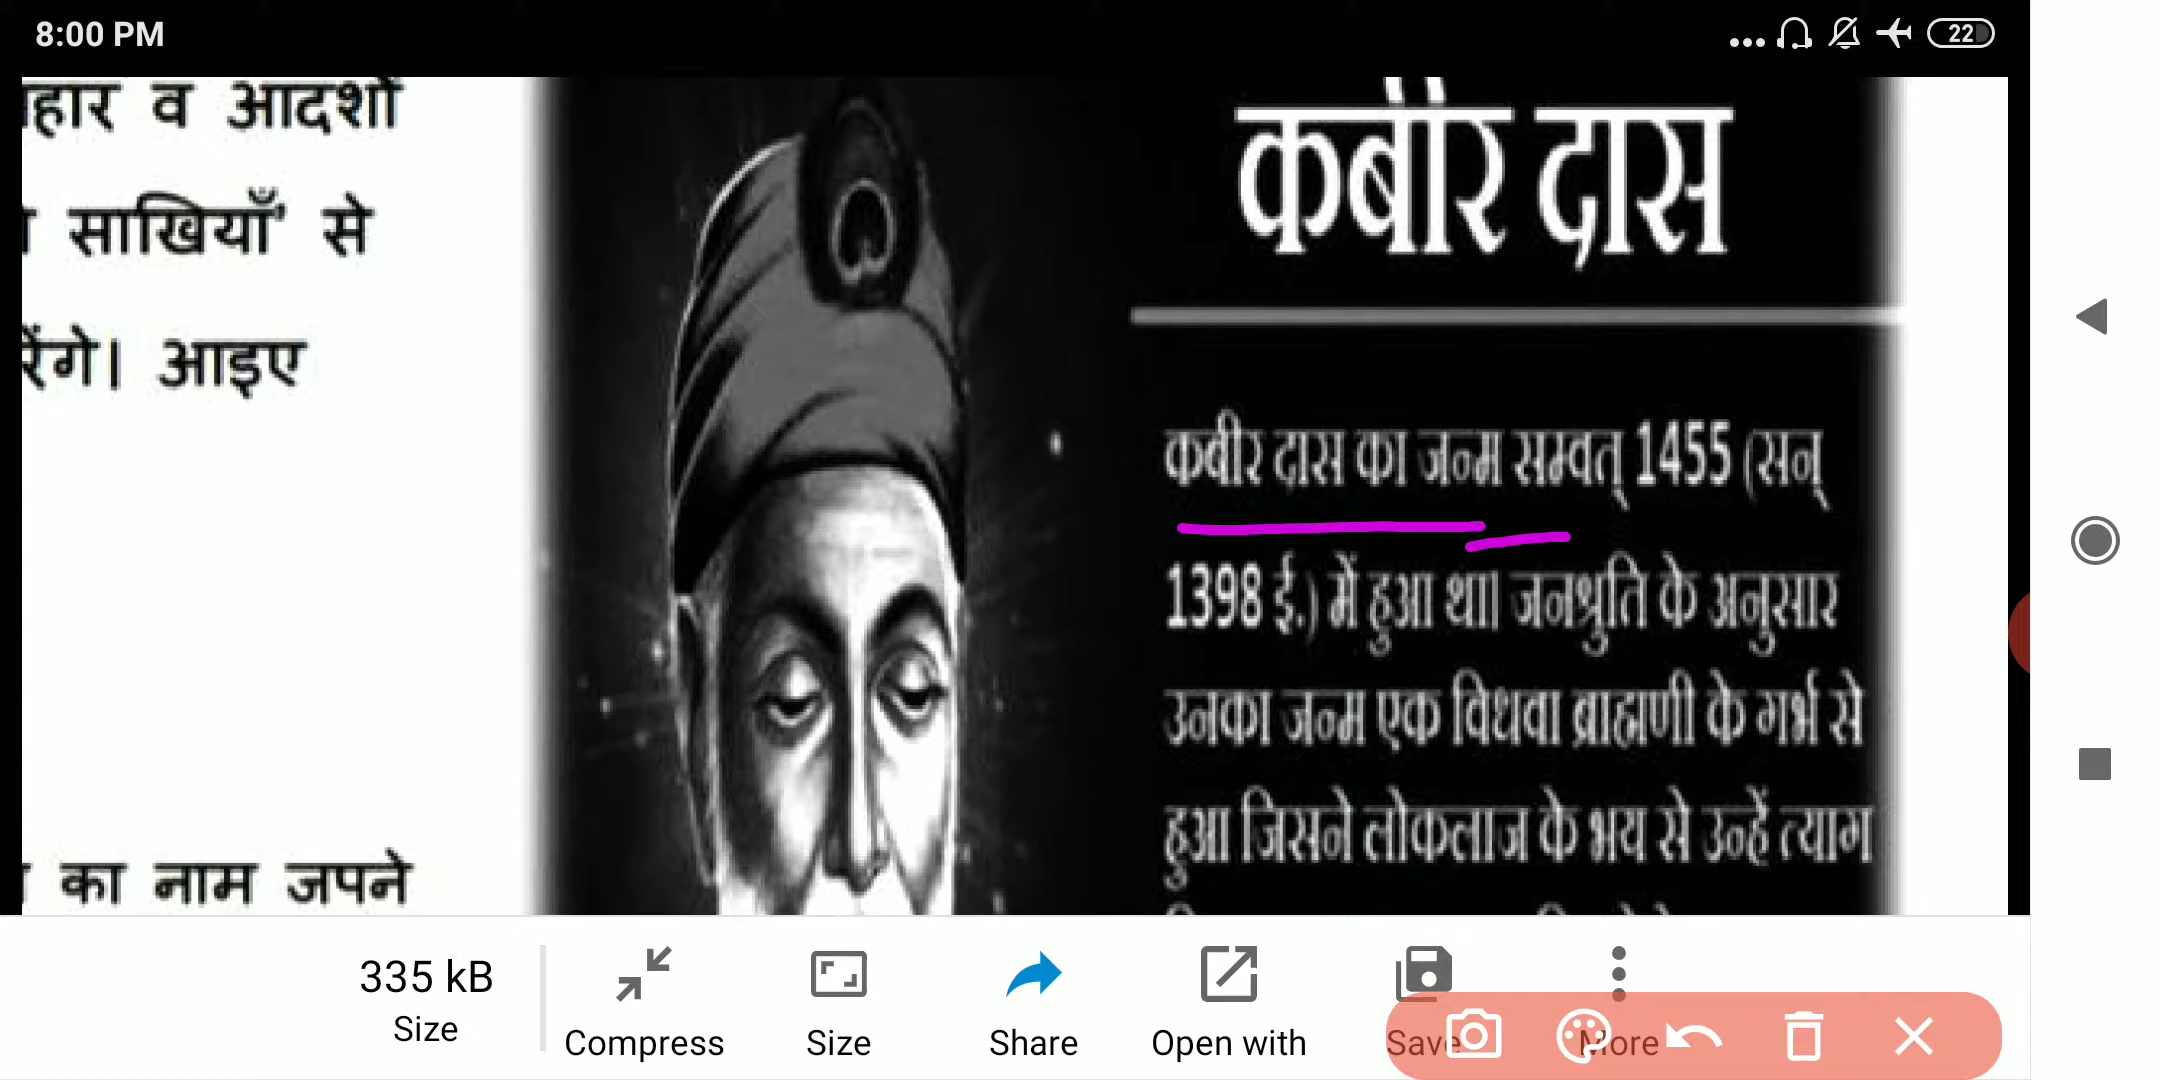 8:00 PM
22
हार व आदर्शों
साखियाँ' से
रेंगे। आइए
का नाम जपने
कबीर दास
कबीर दास का जन्म सम्वत् 1455 (सन्
1398 ई.) में हुआ था। जनश्रुति के अनुसार
उनका जन्म एक विधवा ब्राह्मणी के गर्भ से
हुआ जिसने लोकलाज के भय से उन्हें त्याग
335 kB
Size
Compress
Size
Share
Open with
Save
More